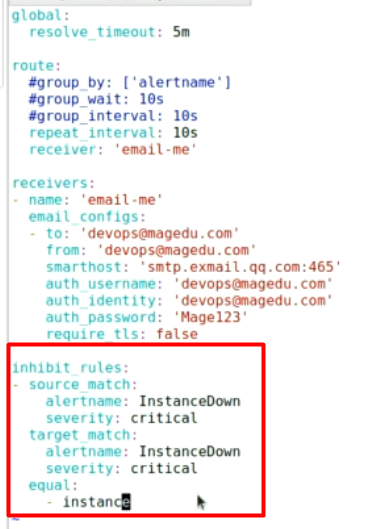 global:
  resolve_timeout: 5m

route:
  #group_by: ['alertname']
  #group_wait: 10s
  #group_interval: 10s
  repeat_interval: 10s
  receiver: 'email-me'

receivers:
- name: 'email-me'
  email_configs:
  - to: 'devops@magedu.com'
    from: 'devops@magedu.com'
    smarthost: 'smtp.exmail.qq.com:465'
    auth_username: 'devops@magedu.com'
    auth_identity: 'devops@magedu.com'
    auth_password: 'Mage123'
    require_tls: false

inhibit_rules:
- source_match:
    alertname: InstanceDown
    severity: critical
  target_match:
    alertname: InstanceDown
    severity: critical
  equal:
    - instance
~